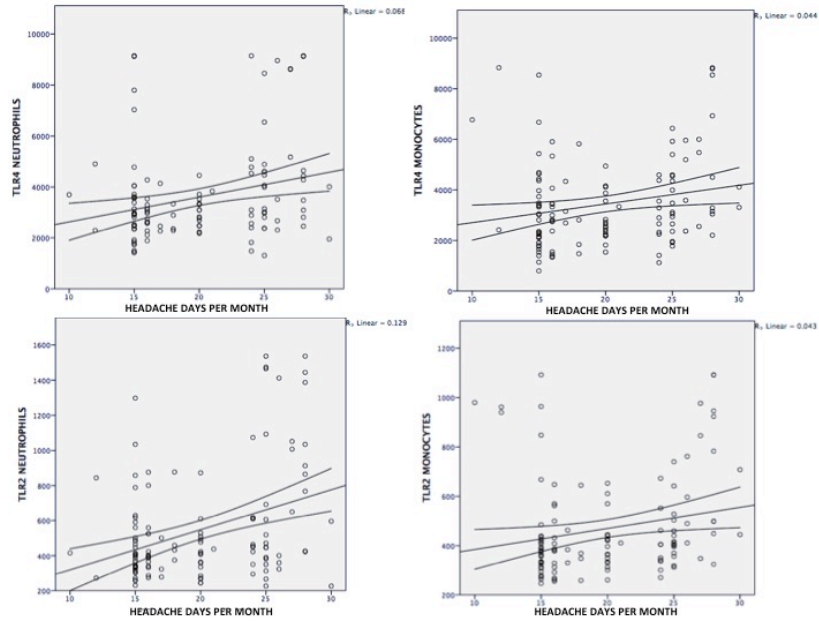 R₂ Linear = 0.068
TLR4 NEUTROPHILS
10000
8000
6000
4000
2000
0
10 15 20 25 30
HEADACHE DAYS PER MONTH
R₂ Linear = 0.044
TLR4 MONOCYTES
10000
8000
6000
4000
2000
0
10 15 20 25 30
HEADACHE DAYS PER MONTH
R₂ Linear = 0.129
TLR2 NEUTROPHILS
1600
1400
1200
1000
800
600
400
200
10 15 20 25 30
HEADACHE DAYS PER MONTH
R₂ Linear = 0.043
TLR2 MONOCYTES
1200
1000
800
600
400
200
10 15 20 25 30
HEADACHE DAYS PER MONTH